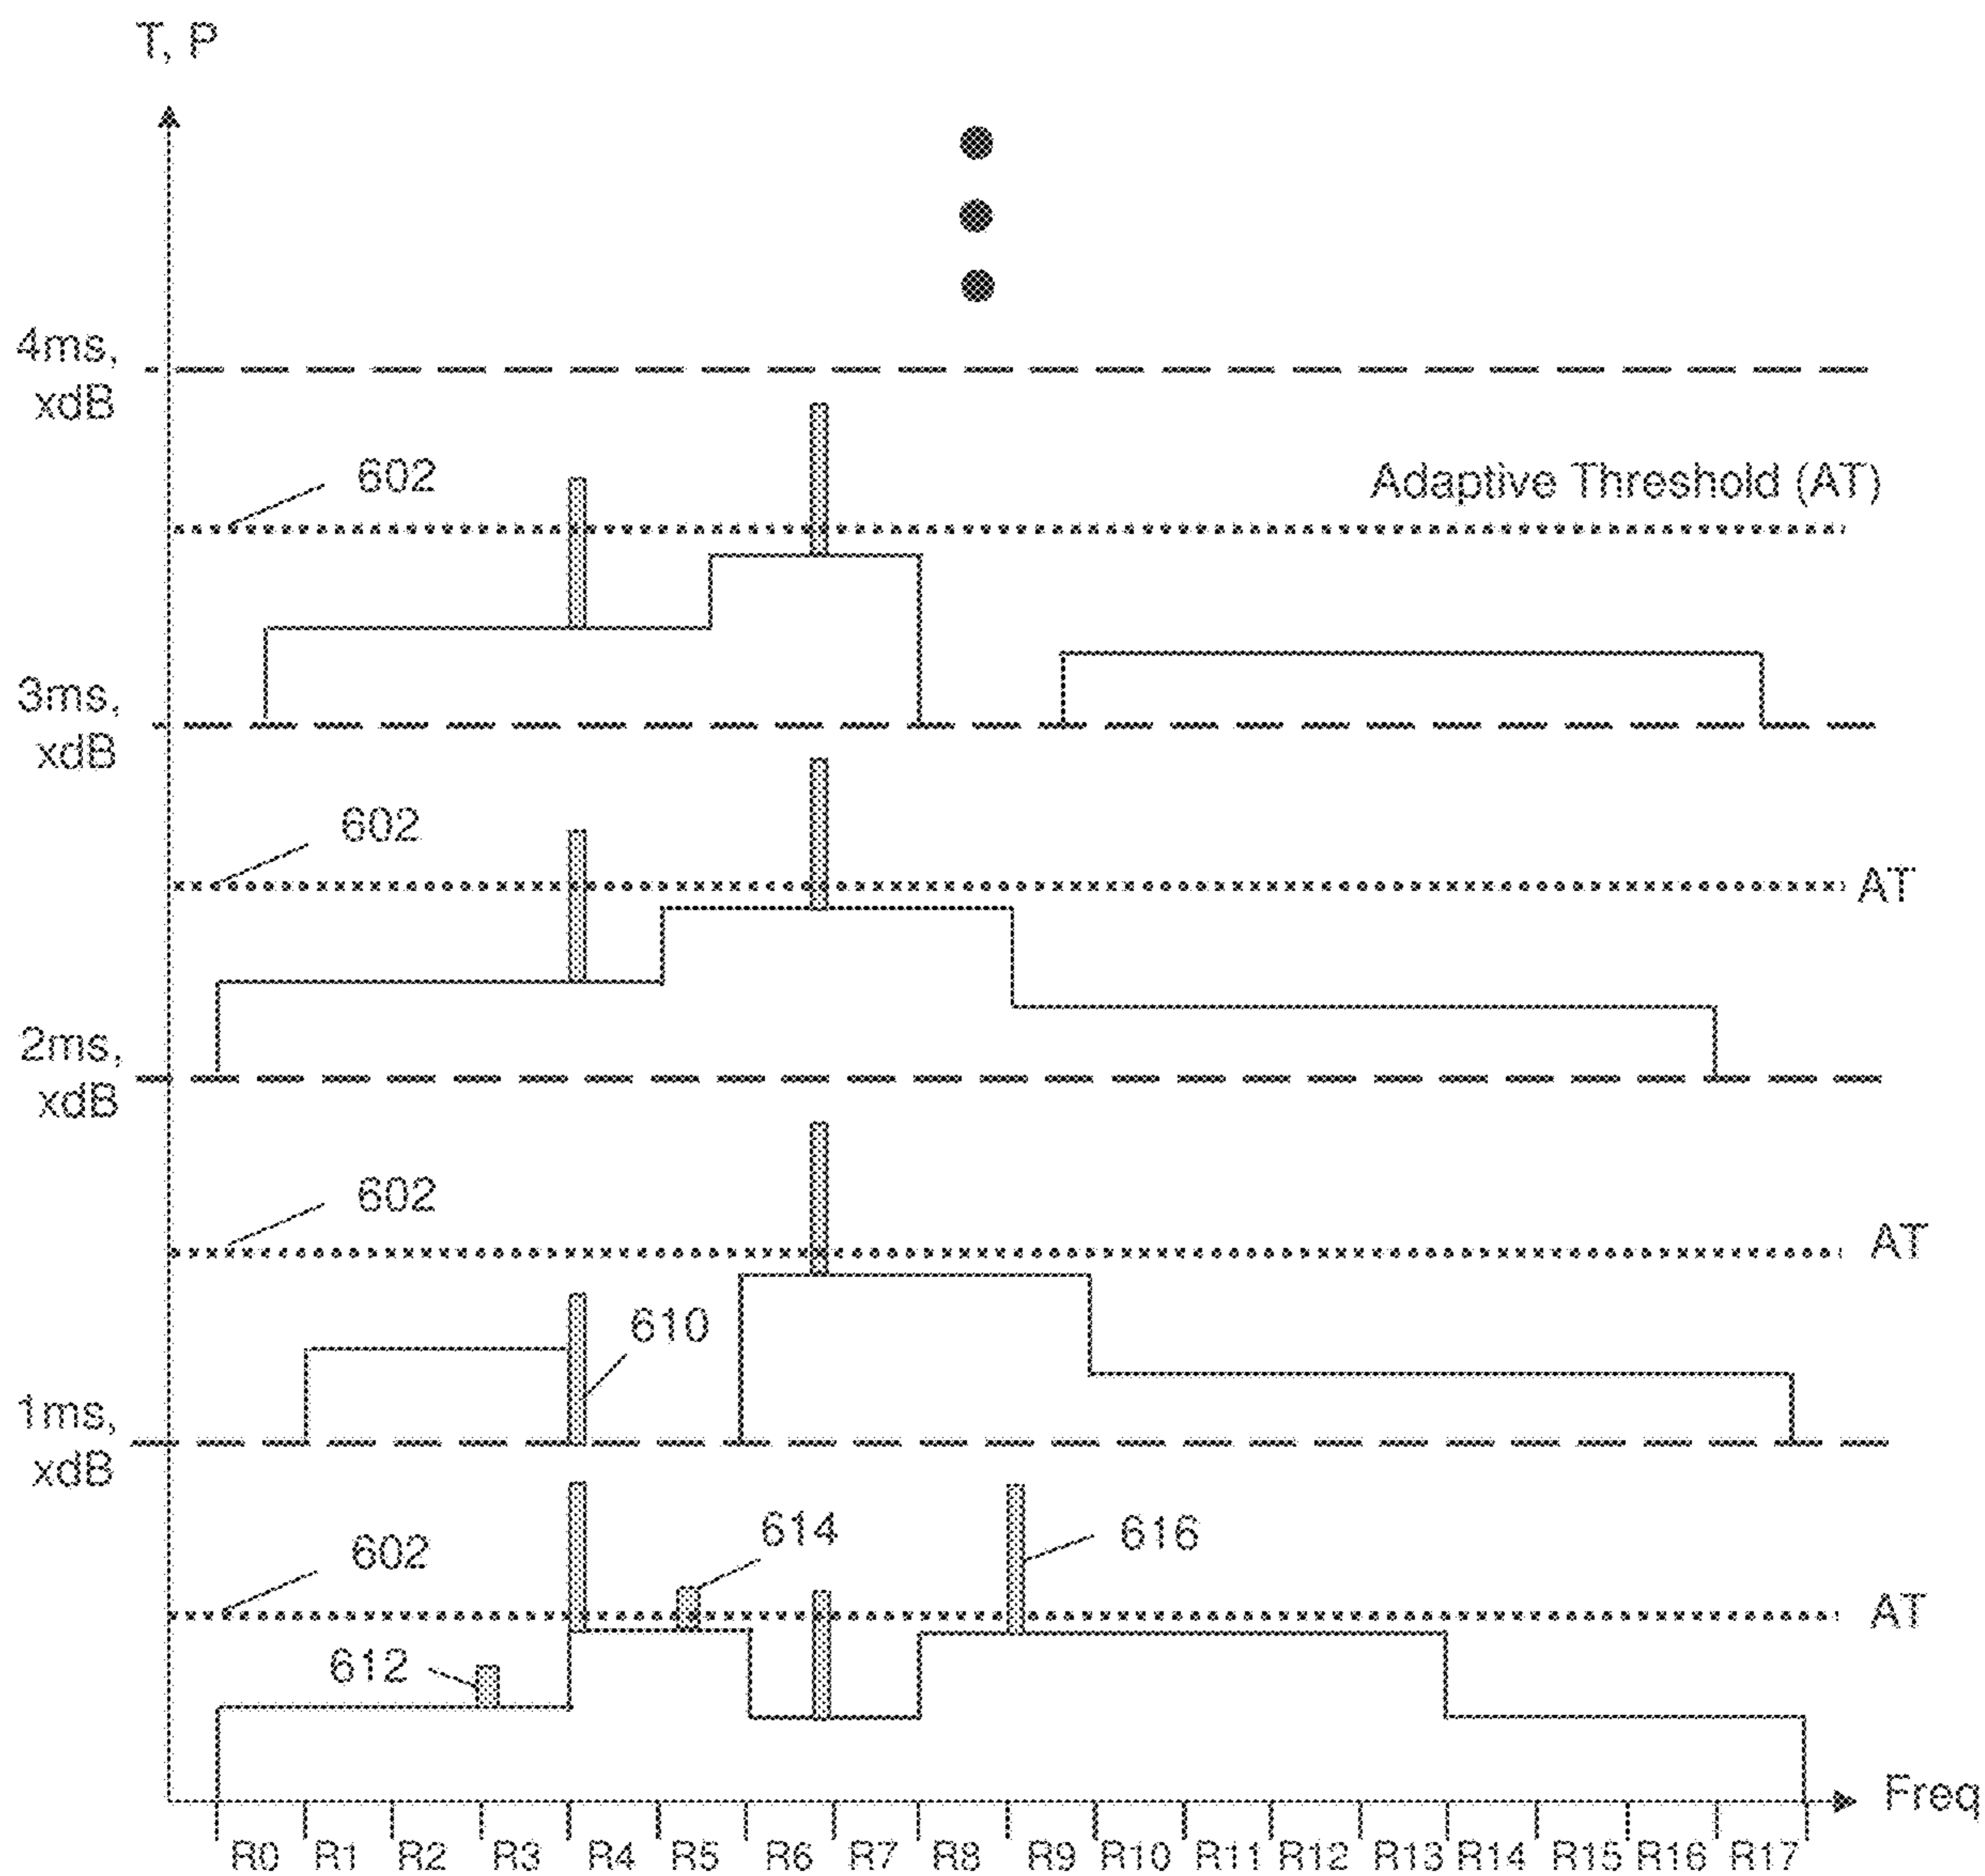 T, P
4ms,
xdB
602
Adaptive Threshold (AT)
3ms,
xdB
602
AT
2ms,
xdB
602
AT
610
1ms,
xdB
602
614
616
AT
612
Freq
R0 R1 R2 R3 R4 R5 R6 R7 R8 R9 R10 R11 R12 R13 R14 R15 R16 R17